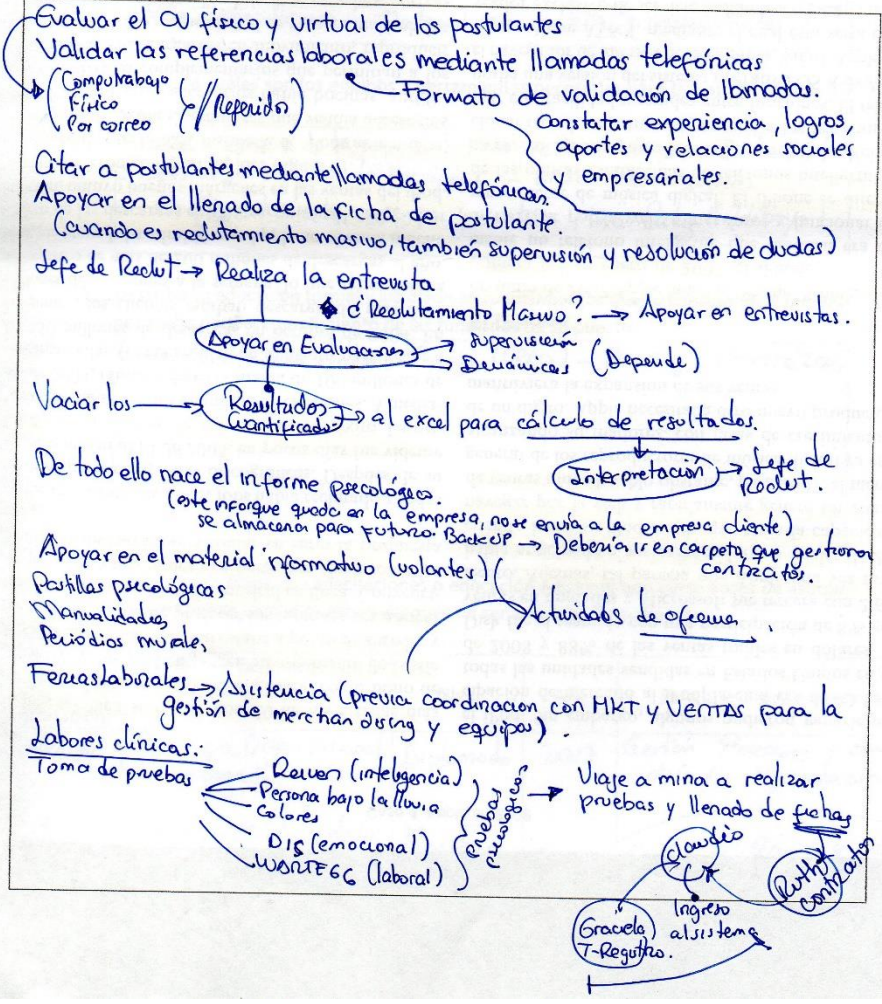 Evaluar el CV físico y virtual de los postulantes
Validar las referencias laborales mediante llamadas telefónicas
Computrabajo
Físico
Por correo
//Referidos
Formato de validación de llamadas.
Constatar experiencia, logros,
aportes y relaciones sociales
empresariales.
Citar a postulantes mediante llamadas telefónicas
Apoyar en el llenado de la ficha de postulante.
(cuando es reclutamiento masivo, también supervisión y resolución de dudas)
Jefe de Reclut → Realiza la entrevista
¿Reclutamiento Masivo? → Apoyar en entrevistas.
Apoyar en Evaluaciones → Supervisión
→ Dinámicas (Depende)
Vaciar los → Resultados
Cuantificados → al excel para cálculo de resultados.
Interpretación → Jefe de
Reclut.
De todo ello nace el informe psicológico.
(este informe queda en la empresa, no se envía a la empresa cliente)
se almacena para futuro. Back UP → Debería ir en carpeta, que gestiona
contratos.
Apoyar en el material informativo (volantes)
Pastillas psicológicas
Manualidades
Periódios murales
Actividades de oficina
Ferias laborales → Asistencia (previa coordinacion con MKT y VENTAS para la
gestión de merchandising y equipos).
Labores clínicas:
Toma de pruebas
Raven (inteligencia)
Persona bajo la lluvia
Colores
DIS (emocional)
WARTEGG (laboral)
Pruebas
psicológicas
→ Viaje a mina a realizar
pruebas y llenado de fichas
Claudio
Ruth
contratos
Graciela
T-Registro.
Ingreso
al sistema